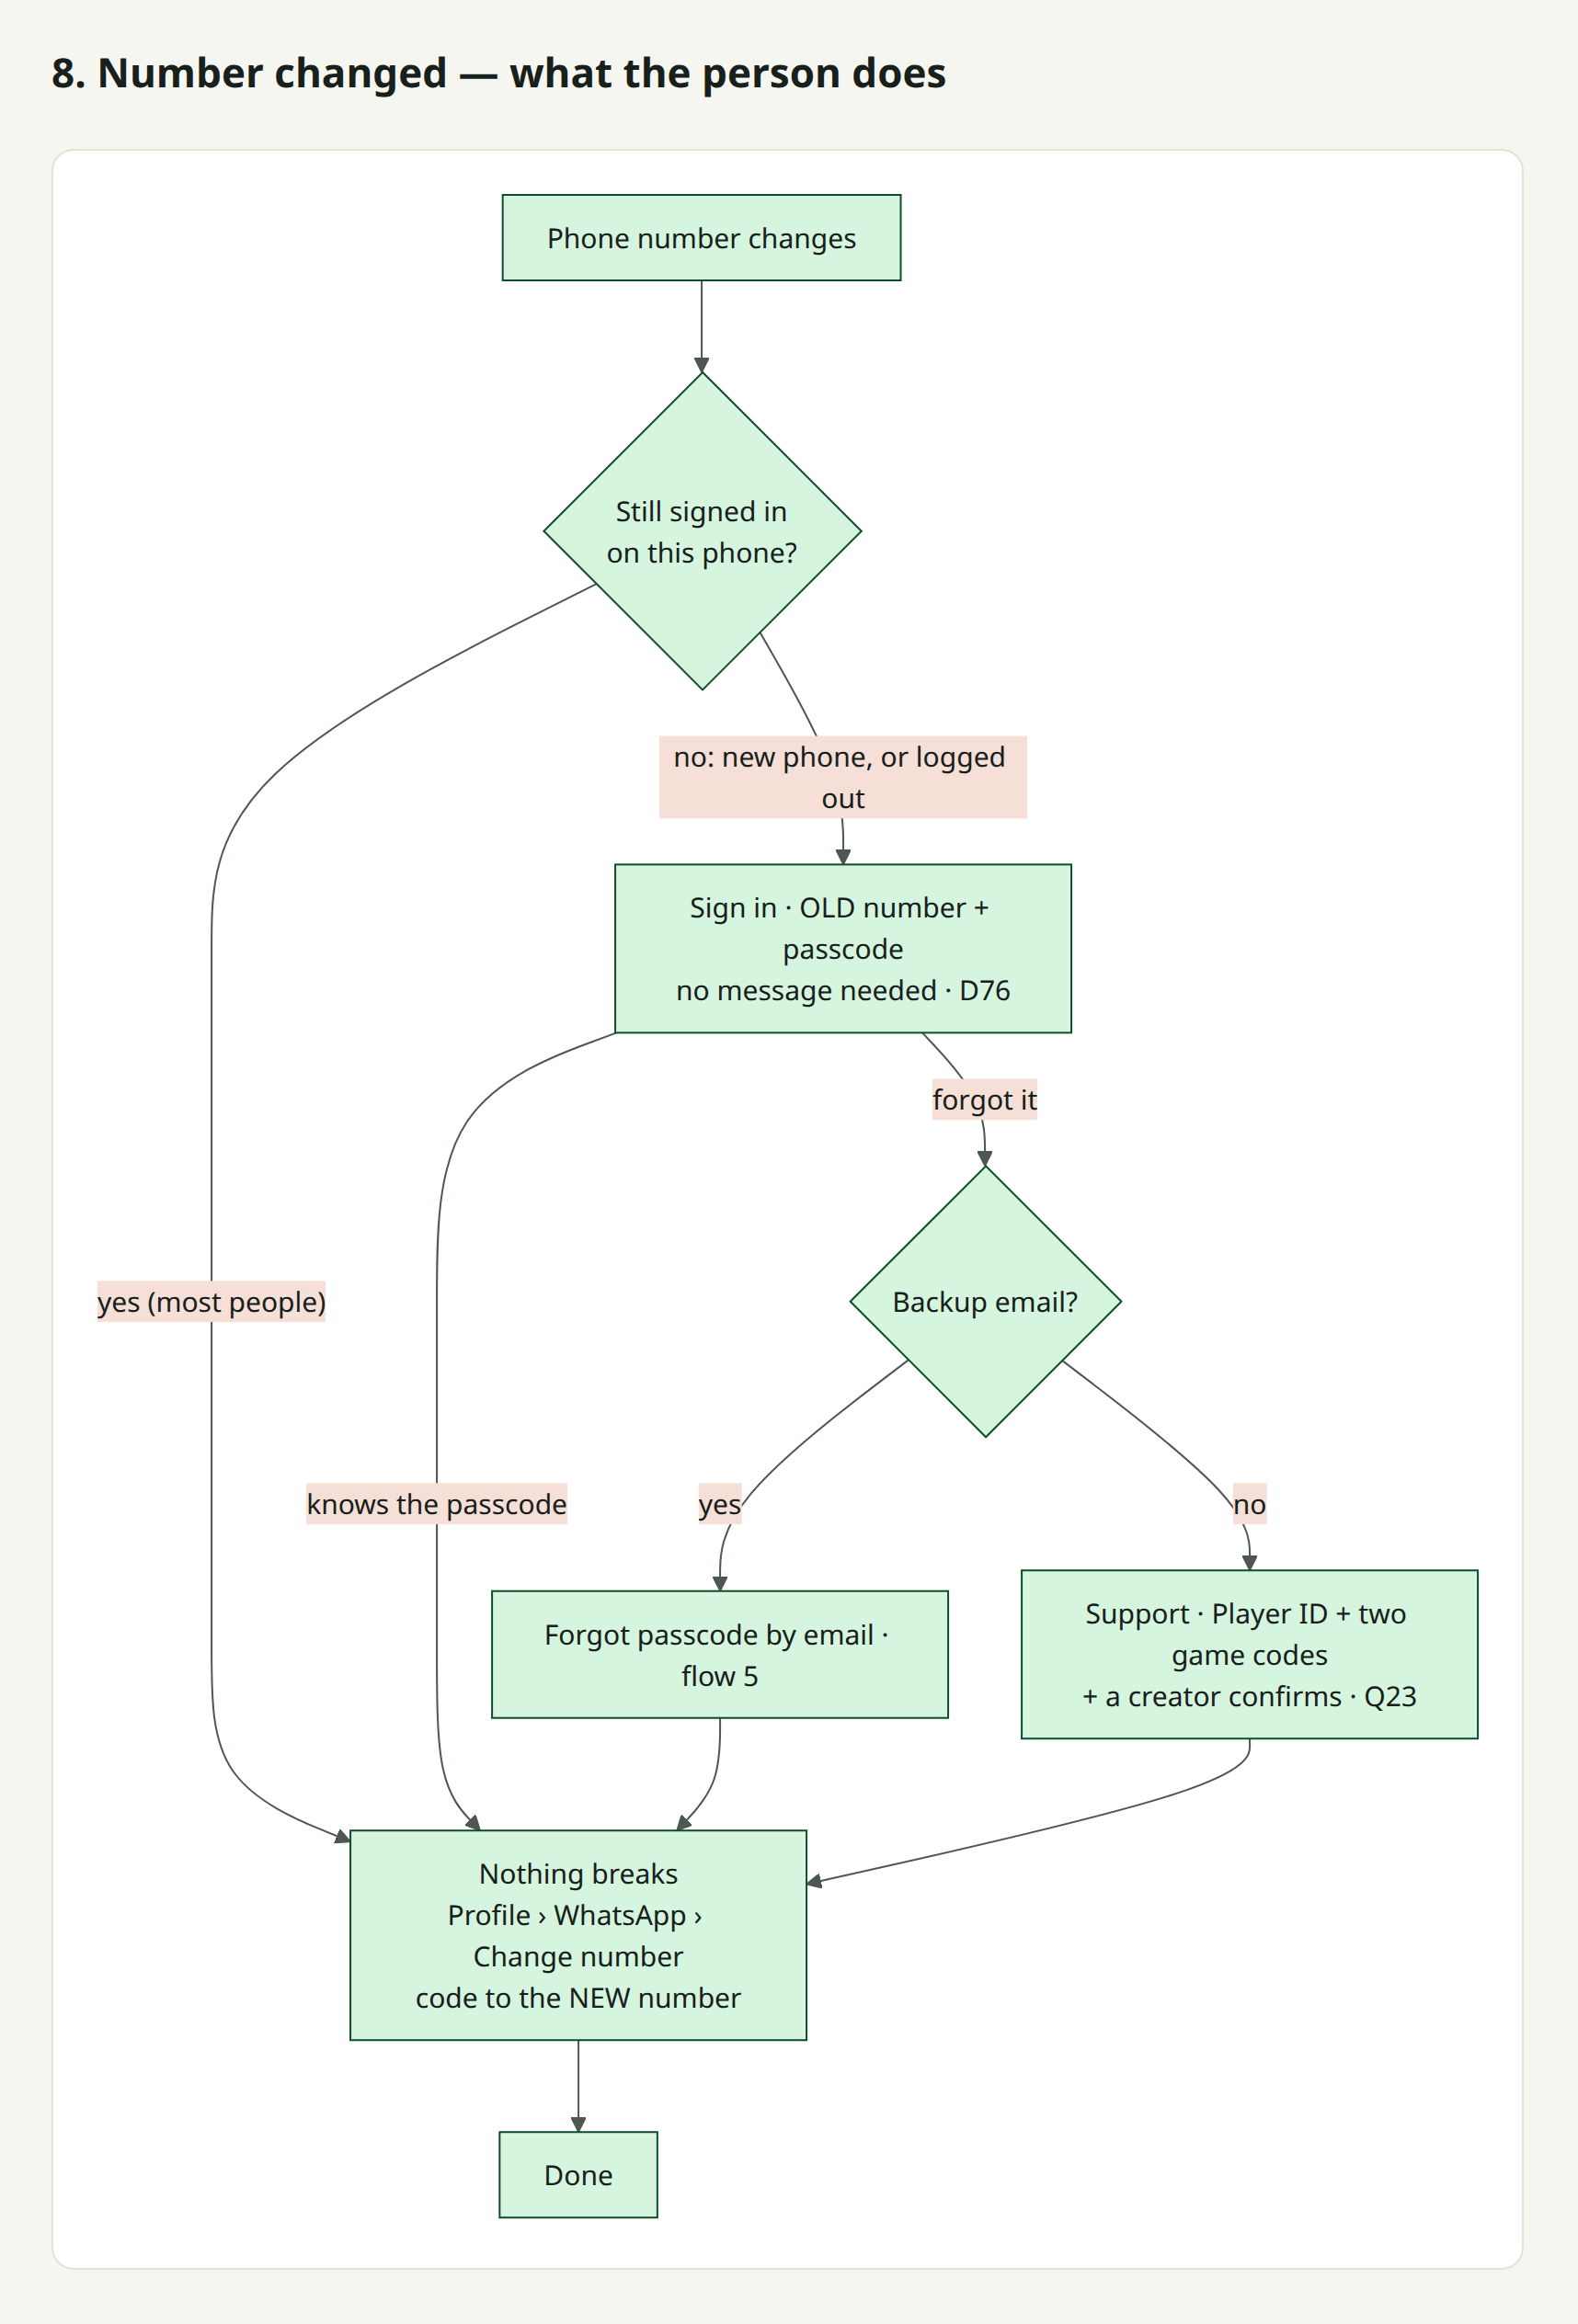 8. Number changed — what the person does
Phone number changes
Still signed in
on this phone?
no: new phone, or logged
out
Sign in · OLD number +
passcode
no message needed · D76
forgot it
Backup email?
yes (most people)
knows the passcode
yes
no
Forgot passcode by email ·
flow 5
Support · Player ID + two
game codes
+ a creator confirms · Q23
Nothing breaks
Profile › WhatsApp ›
Change number
code to the NEW number
Done